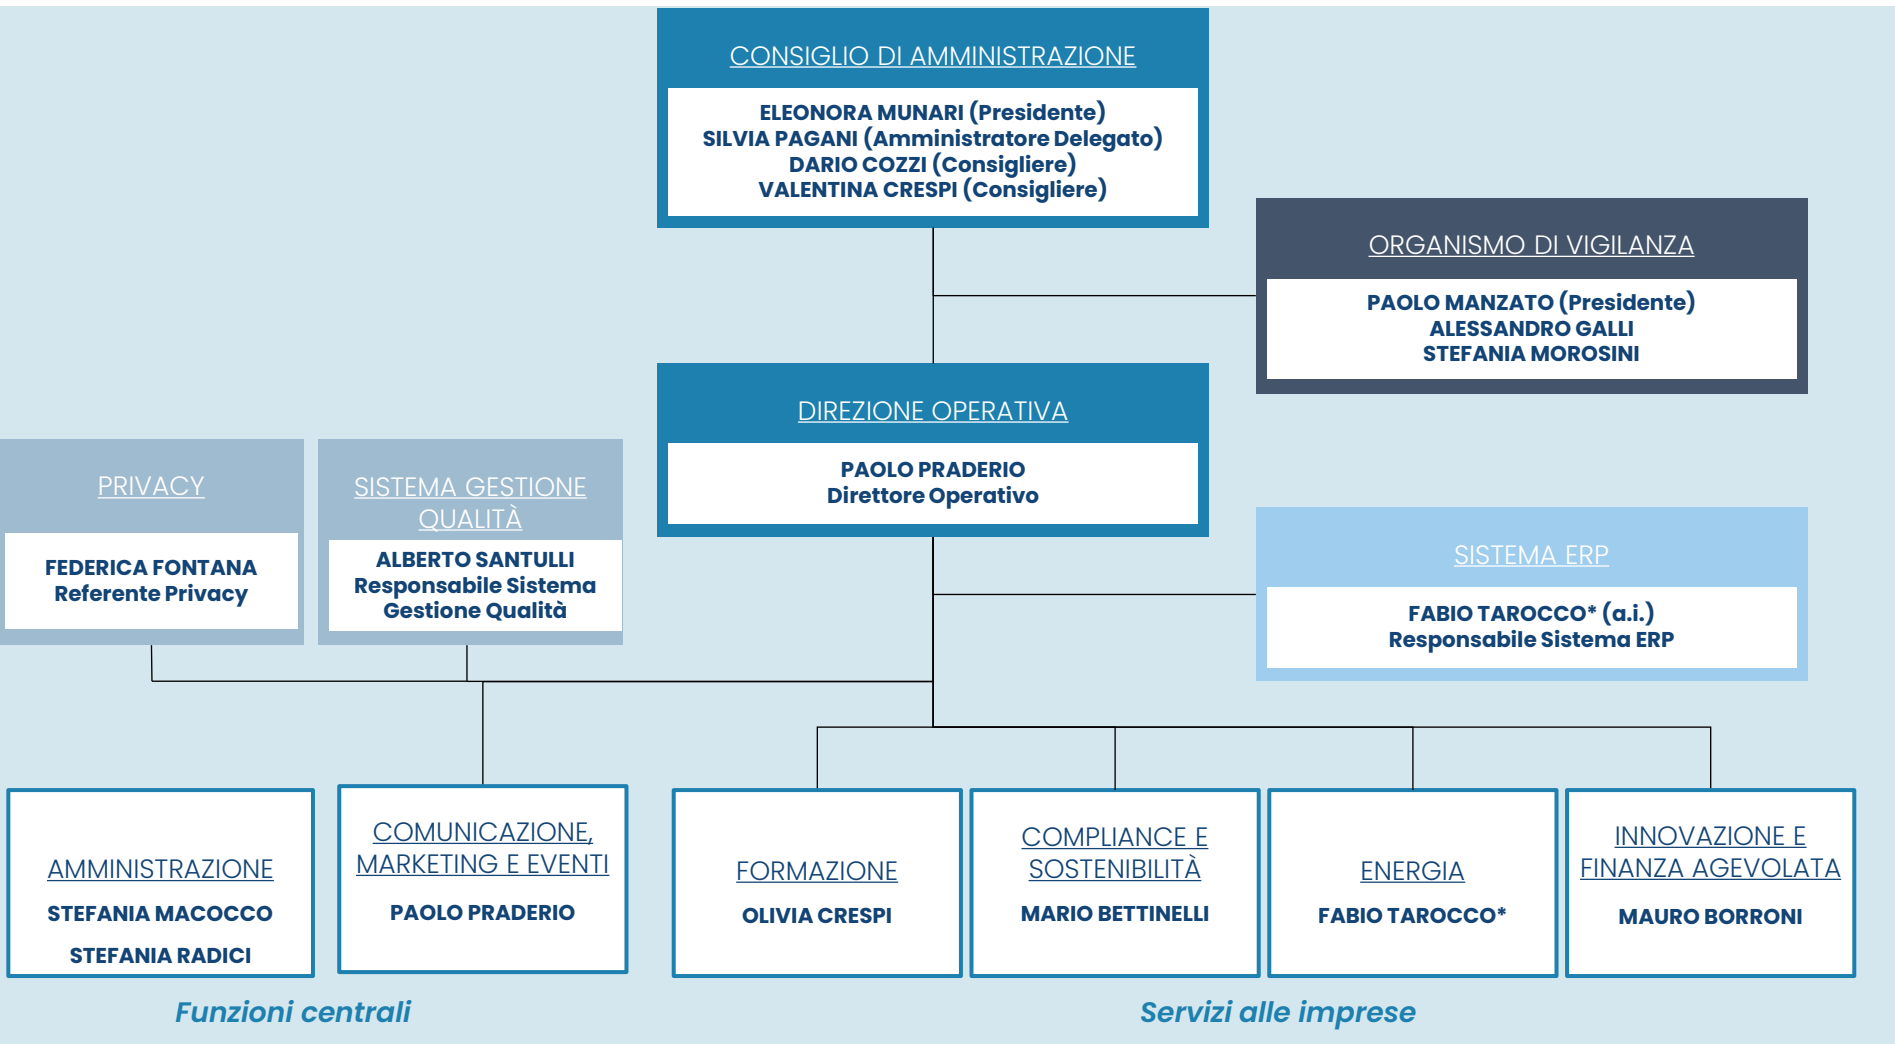 CONSIGLIO DI AMMINISTRAZIONE
ELEONORA MUNARI (Presidente)
SILVIA PAGANI (Amministratore Delegato)
DARIO COZZI (Consigliere)
VALENTINA CRESPI (Consigliere)
ORGANISMO DI VIGILANZA
PAOLO MANZATO (Presidente)
ALESSANDRO GALLI
STEFANIA MOROSINI
DIREZIONE OPERATIVA
PAOLO PRADERIO
Direttore Operativo
PRIVACY
FEDERICA FONTANA
Referente Privacy
SISTEMA GESTIONE
QUALITÀ
ALBERTO SANTULLI
Responsabile Sistema
Gestione Qualità
SISTEMA ERP
FABIO TAROCCO* (a.i.)
Responsabile Sistema ERP
AMMINISTRAZIONE
STEFANIA MACOCCO
STEFANIA RADICI
COMUNICAZIONE,
MARKETING E EVENTI
PAOLO PRADERIO
FORMAZIONE
OLIVIA CRESPI
COMPLIANCE E
SOSTENIBILITÀ
MARIO BETTINELLI
ENERGIA
FABIO TAROCCO*
INNOVAZIONE E
FINANZA AGEVOLATA
MAURO BORRONI
Funzioni centrali
Servizi alle imprese